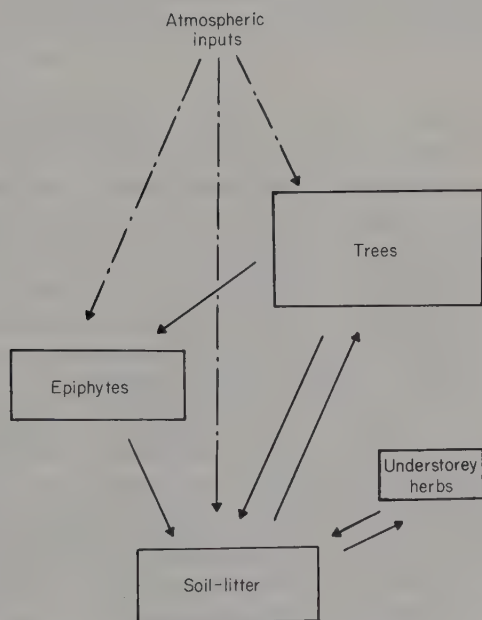 Atmospheric
inputs
Trees
Epiphytes
Understorey
herbs
Soil-litter